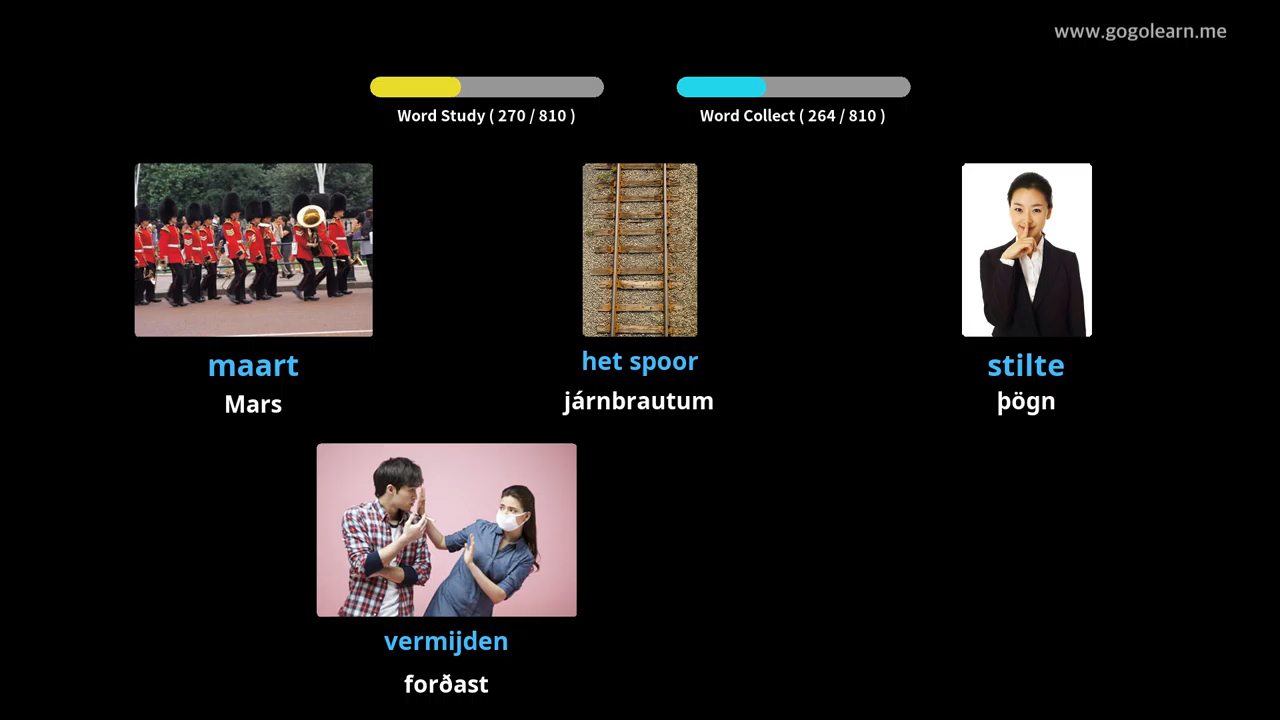 www.gogolearn.me
Word Study ( 270 / 810 )
Word Collect ( 264 / 810 )
maart
Mars
het spoor
járnbrautum
stilte
þögn
vermijden
forðast